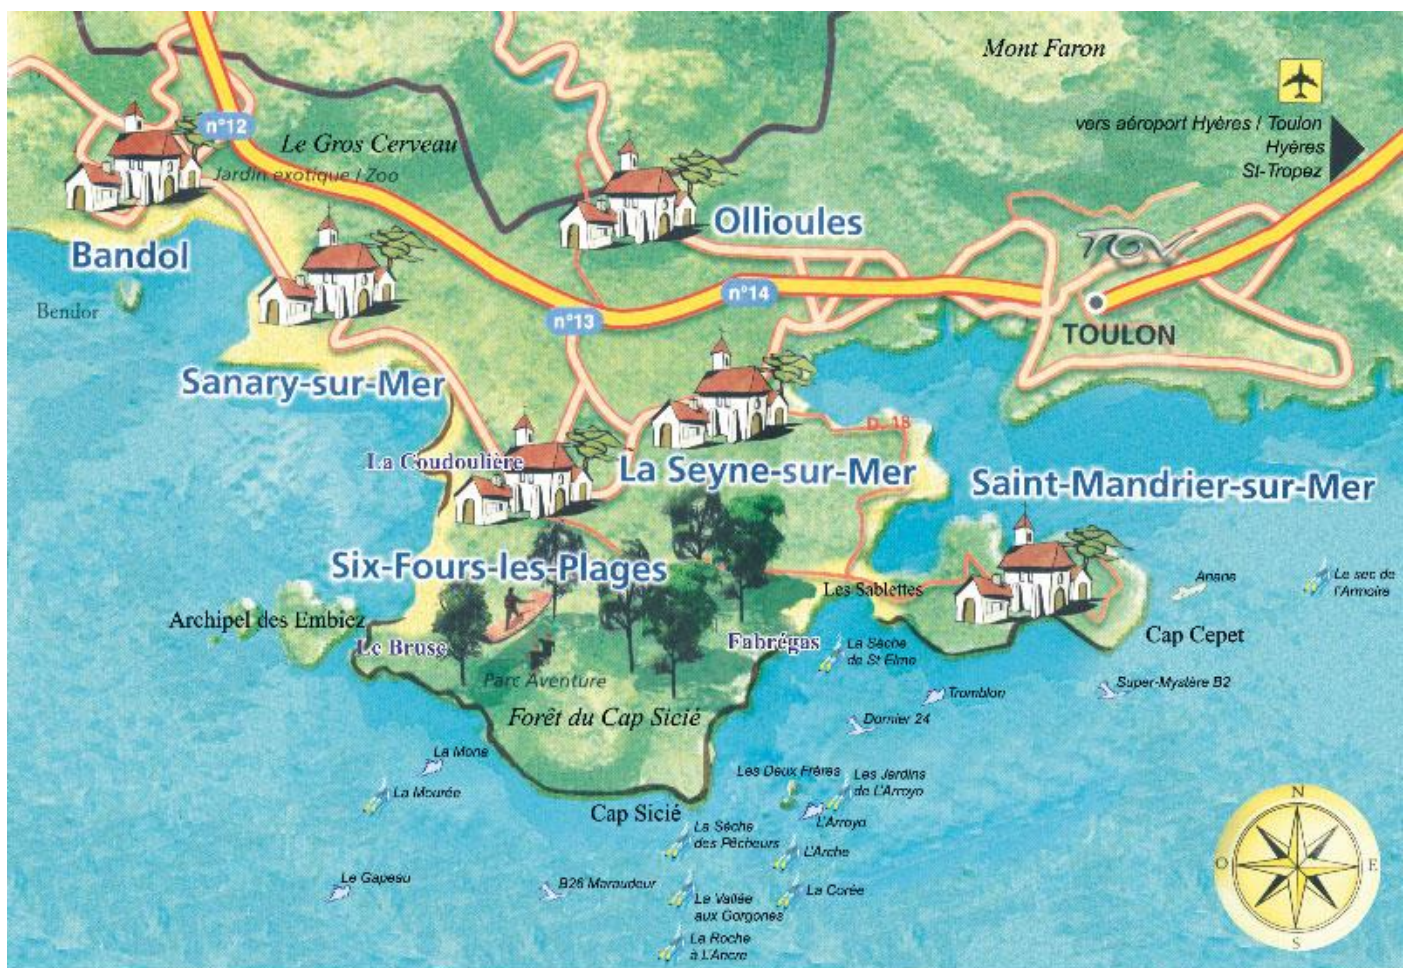 Mont Faron
vers aéroport Hyères / Toulon
Hyères
St-Tropez
n°12
Le Gros Cerveau
Jardin exotique / Zoo
Ollioules
TGV
Bandol
Bendor
n°14
n°13
TOULON
Sanary-sur-Mer
D. 18
La Coudoulière
La Seyne-sur-Mer
Saint-Mandrier-sur-Mer
Six-Fours-les-Plages
Les Sablettes
Ariane
Le sec de
l'Armoire
Archipel des Embiez
Le Brusc
Fabrégas
Cap Cepet
La Sèche
de St Elme
Parc Aventure
Super-Mystère B2
Tromblon
Forêt du Cap Sicié
Dornier 24
La Mone
Les Deux Frères
Les Jardins
de L'Arroyo
La Mourée
N
Cap Sicié
L'Arroyo
La Sèche
des Pêcheurs
L'Arche
O
E
Le Gapeau
B26 Maraudeur
La Corée
La Vallée
aux Gorgones
La Roche
à L'Ancre
S